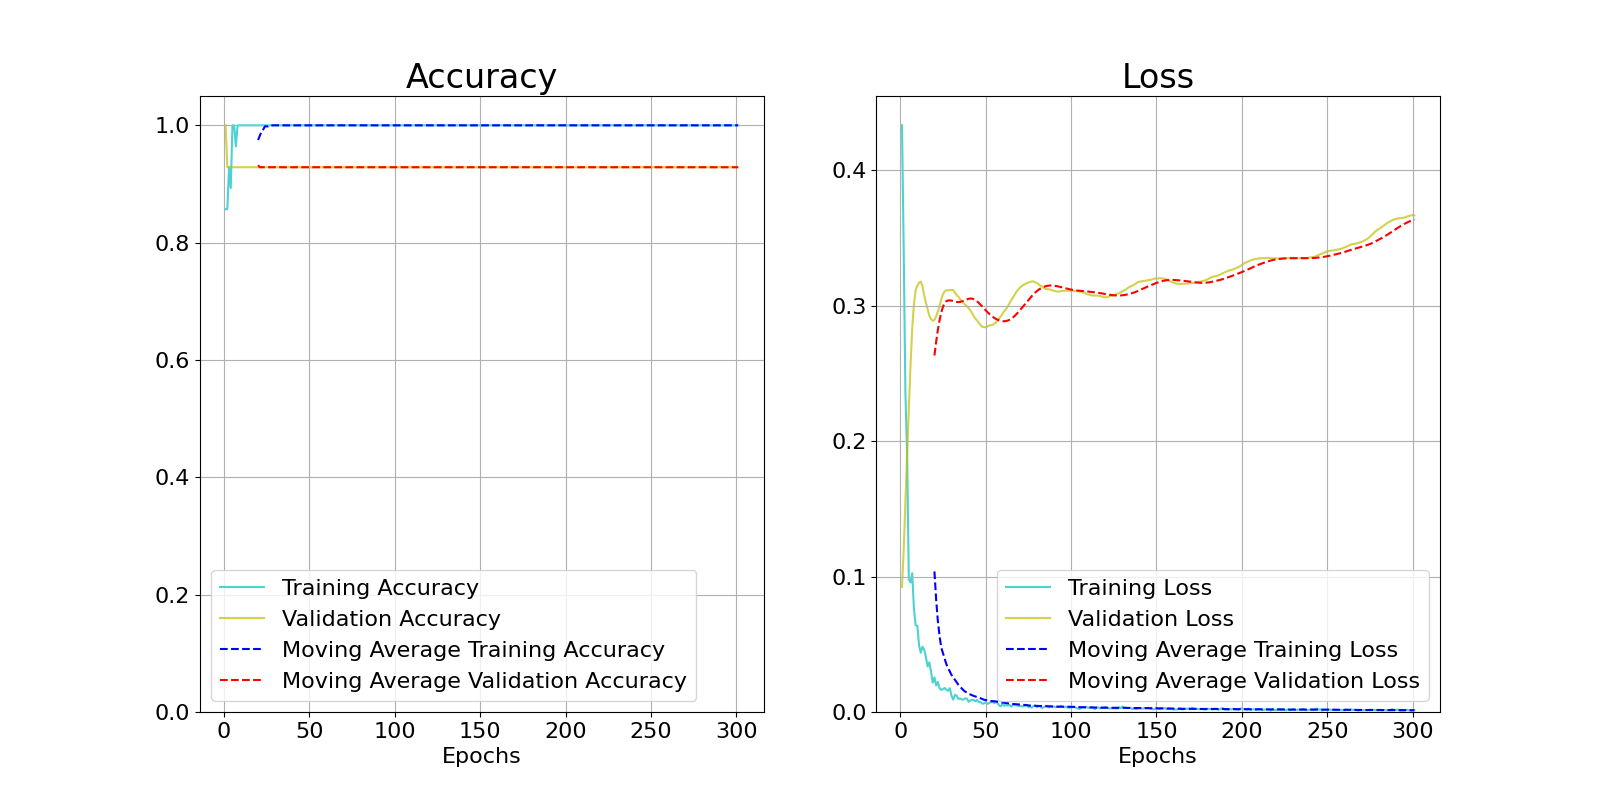 Accuracy
1.0
0.8
0.6
0.4
0.2
0.0
Training Accuracy
Validation Accuracy
Moving Average Training Accuracy
Moving Average Validation Accuracy
0 50 100 150 200 250 300
Epochs
Loss
0.4
0.3
0.2
0.1
0.0
Training Loss
Validation Loss
Moving Average Training Loss
Moving Average Validation Loss
0 50 100 150 200 250 300
Epochs